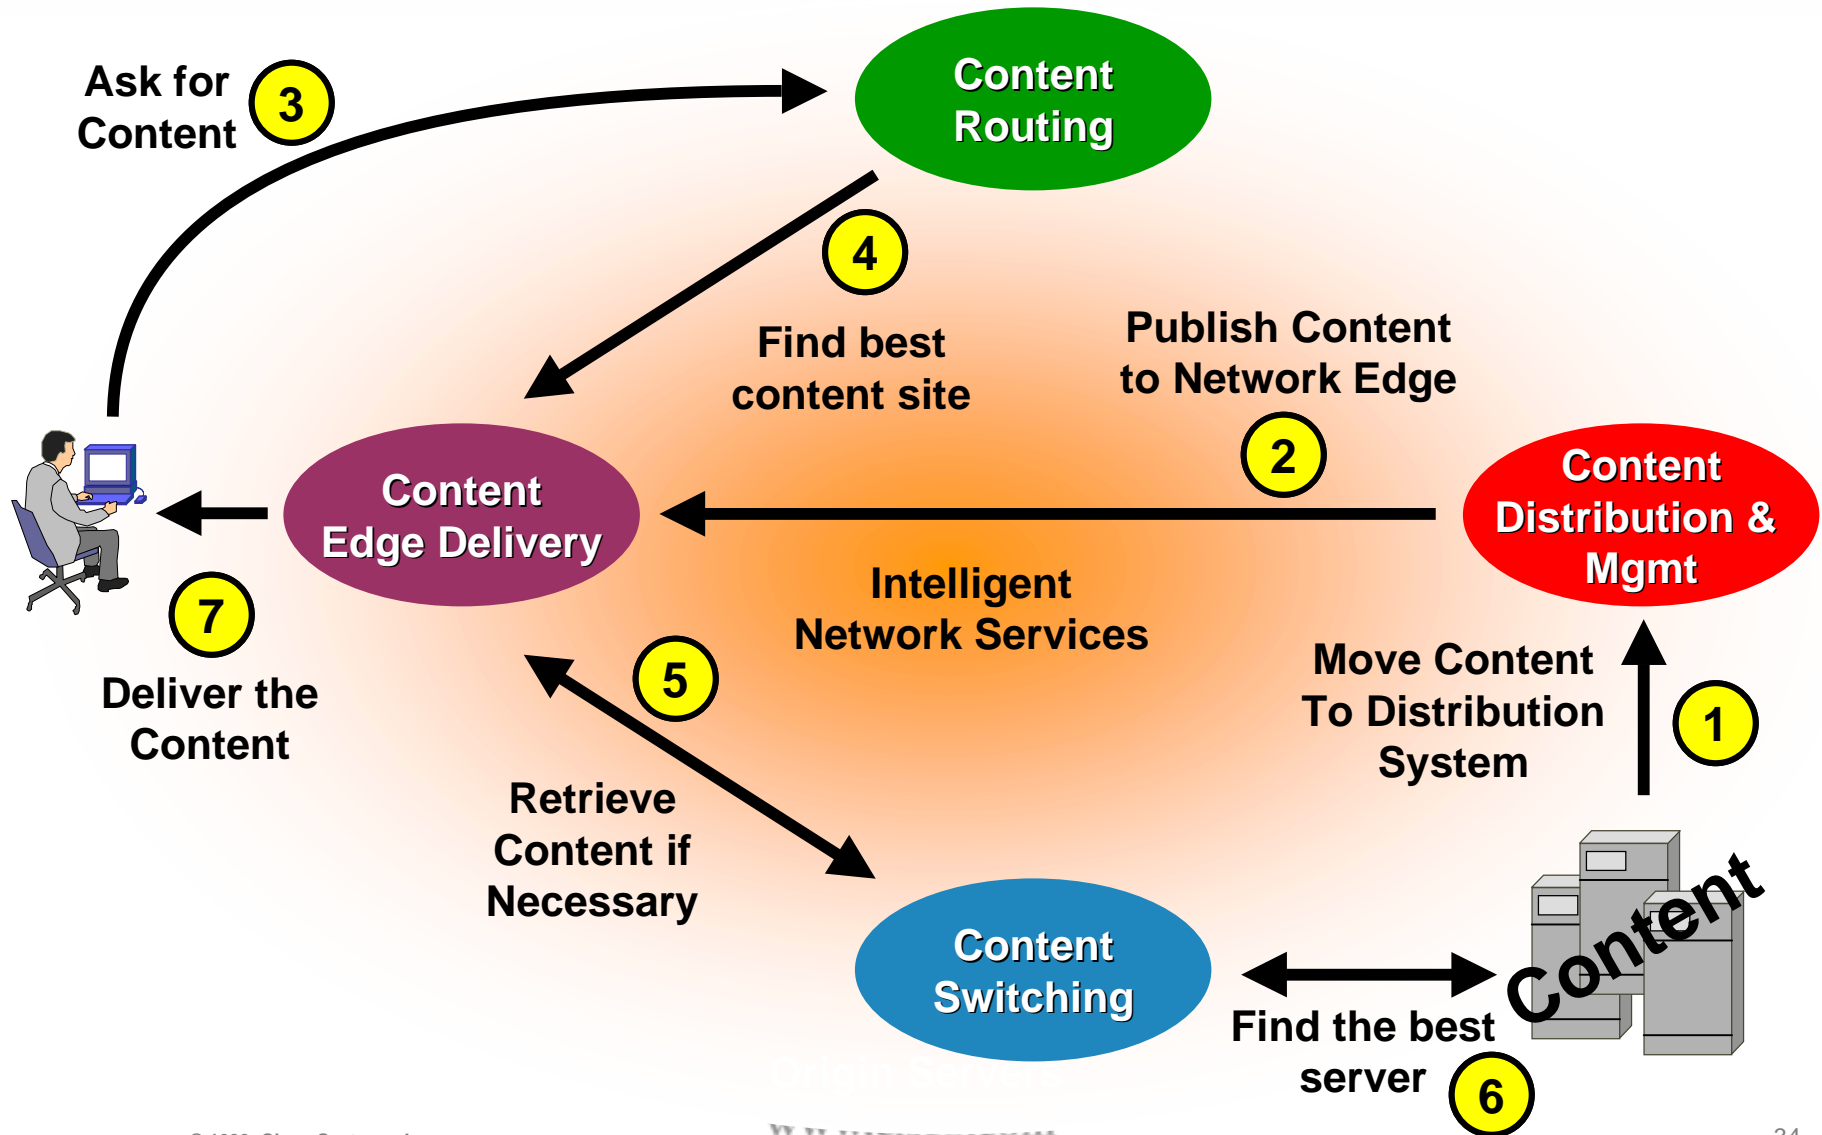 Ask for
Content
3
Content
Routing
4
Find best
content site
Publish Content
to Network Edge
2
Content
Edge Delivery
Content
Distribution &
Mgmt
Intelligent
Network Services
7
Deliver the
Content
5
Retrieve
Content if
Necessary
Move Content
To Distribution
System
1
Content
Content
Switching
Find the best
server
6
Origin Servers